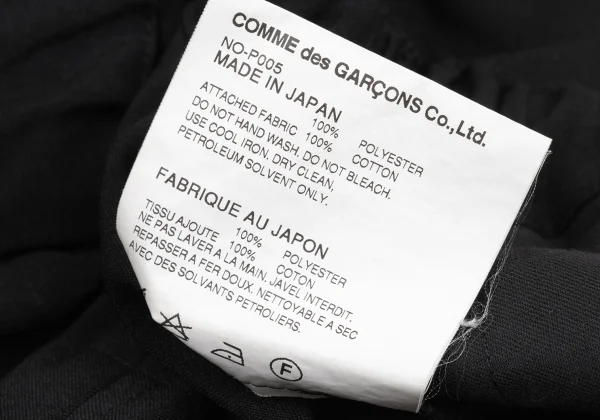 COMME des GARÇONS Co.,Ltd.
NO-P005
MADE IN JAPAN
100% POLYESTER
ATTACHED FABRIC 100% COTTON
DO NOT HAND WASH. DO NOT BLEACH.
USE COOL IRON. DRY CLEAN,
PETROLEUM SOLVENT ONLY.
FABRIQUE AU JAPON
100% POLYESTER
TISSU AJOUTE 100% COTON
NE PAS LAVER A LA MAIN. JAVEL INTERDIT.
REPASSER A FER DOUX. NETTOYABLE A SEC
AVEC DES SOLVANTS PETROLIERS.
F